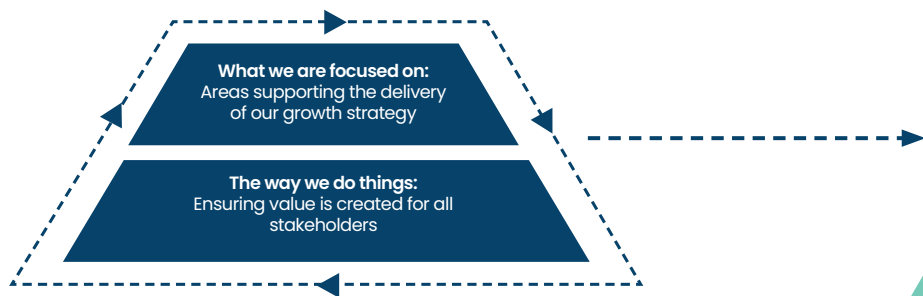 What we are focused on:
Areas supporting the delivery
of our growth strategy
The way we do things:
Ensuring value is created for all
stakeholders